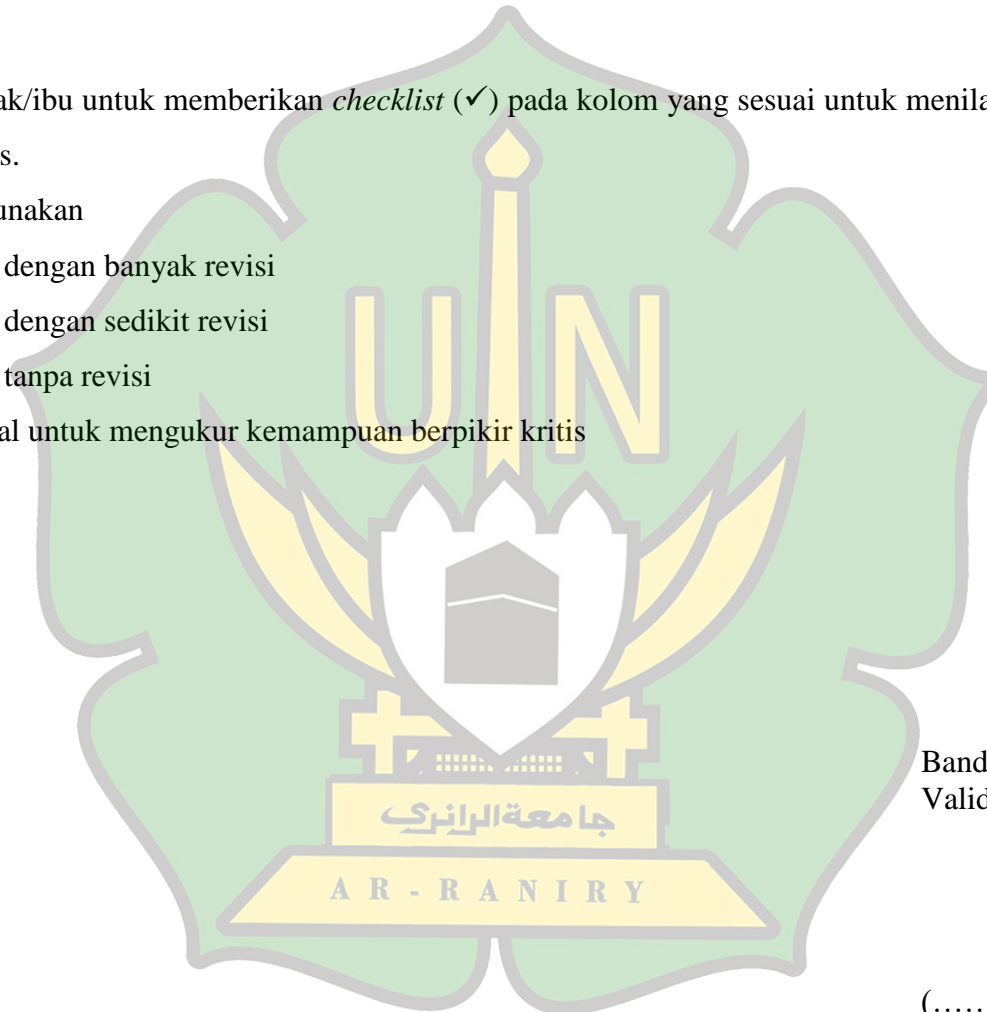 ak/ibu untuk memberikan checklist (✓) pada kolom yang sesuai untuk menila
s.
unakan
dengan banyak revisi
dengan sedikit revisi
tanpa revisi
al untuk mengukur kemampuan berpikir kritis
UIN
Band
Valid
جامعة الرانري
AR-RANIRY
(……